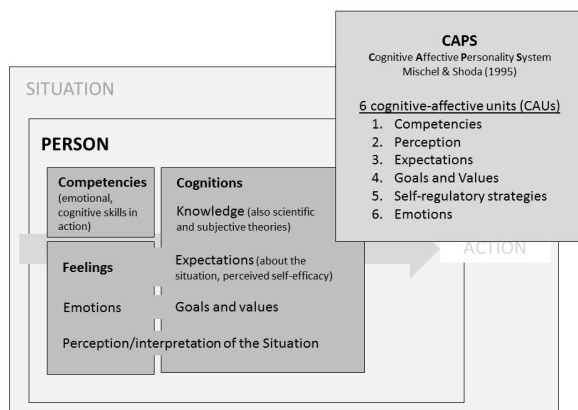 CAPS
Cognitive Affective Personality System
Mischel & Shoda (1995)
6 cognitive-affective units (CAUs)
1. Competencies
2. Perception
3. Expectations
4. Goals and Values
5. Self-regulatory strategies
6. Emotions
SITUATION
PERSON
Competencies
(emotional,
cognitive skills in
action)
Cognitions
Knowledge (also scientific
and subjective theories)
Feelings
Expectations (about the
situation, perceived self-efficacy)
Emotions
Goals and values
Perception/interpretation of the Situation
ACTION